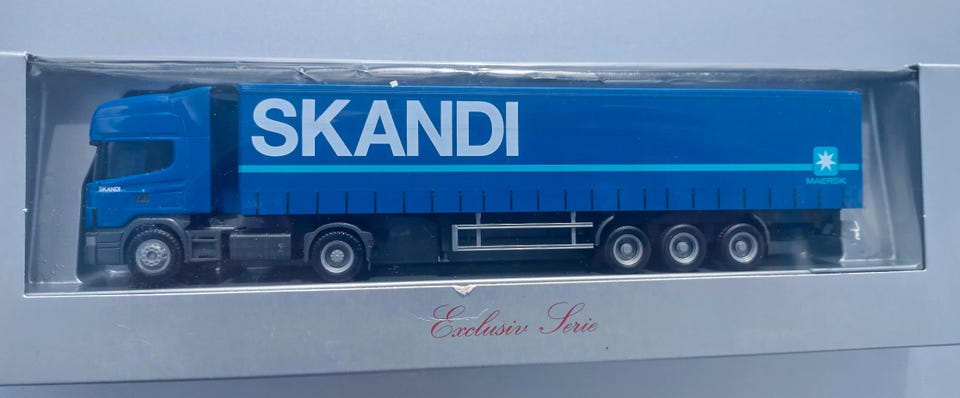 SKANDI
MAERSK
SKANDI
Exclusiv Serie